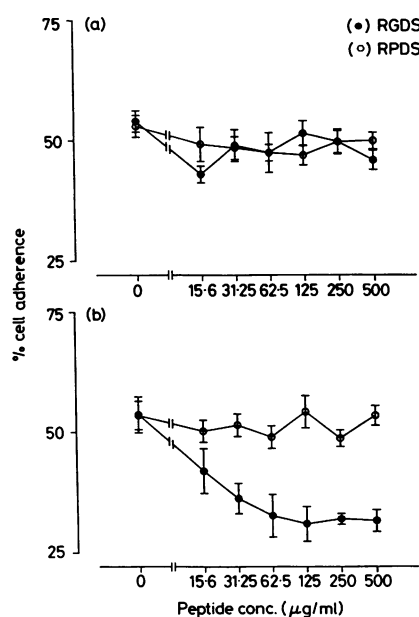 75
(a)
(●) RGDS
(○) RPDS
50
25
0 15·6 31·25 62·5 125 250 500
% cell adherence
75
(b)
50
25
0 15·6 31·25 62·5 125 250 500
Peptide conc. (μg/ml)